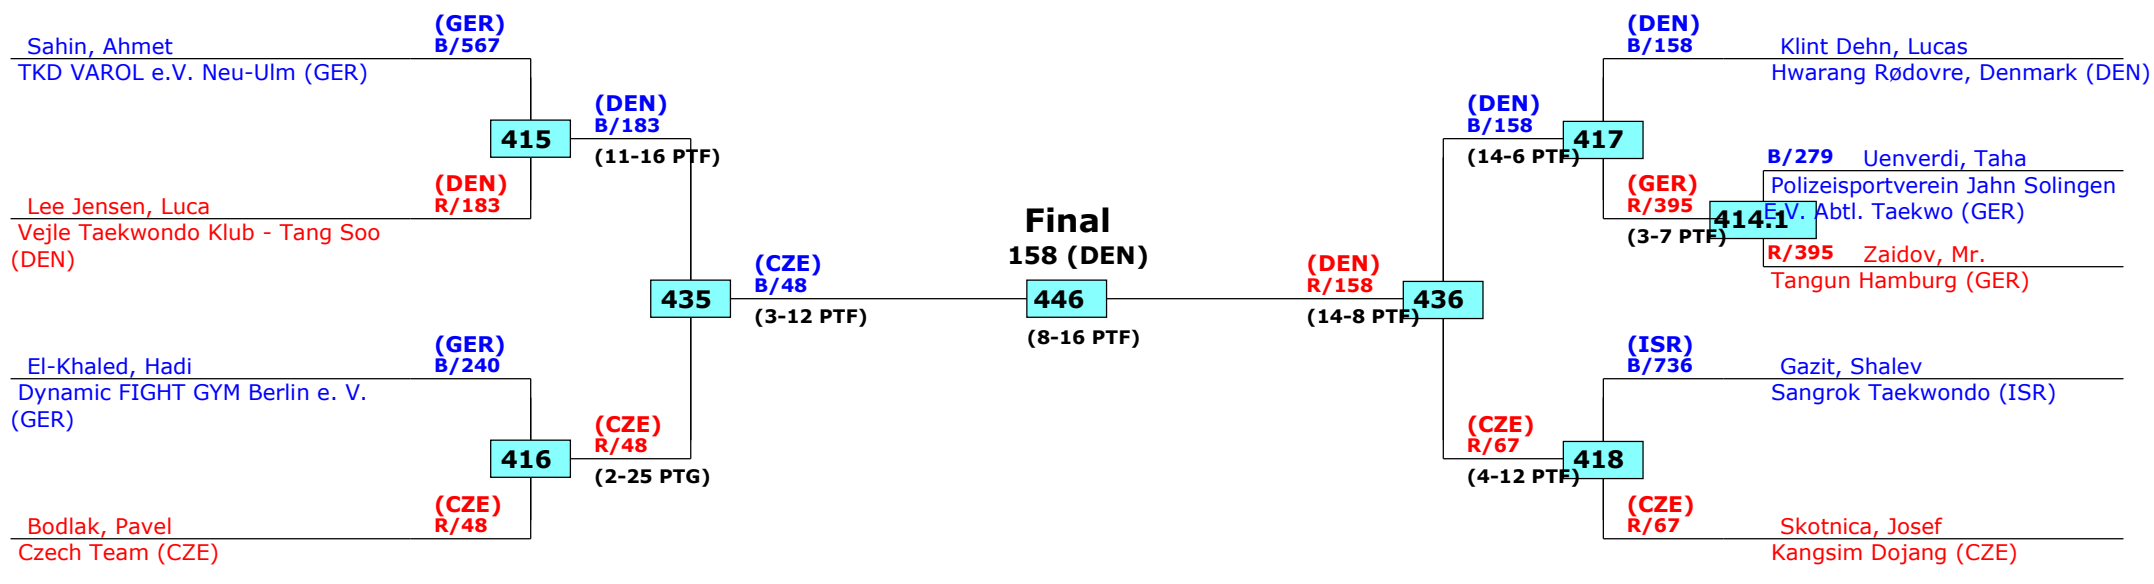 (GER)
Sahin, Ahmet B/567
TKD VAROL e.V. Neu-Ulm (GER)
(DEN)
B/183
415
(11-16 PTF)
(DEN)
Lee Jensen, Luca R/183
Vejle Taekwondo Klub - Tang Soo
(DEN)
(CZE)
B/48
435
(3-12 PTF)
(GER)
El-Khaled, Hadi B/240
Dynamic FIGHT GYM Berlin e. V.
(GER)
(CZE)
R/48
416
(2-25 PTG)
(CZE)
Bodlak, Pavel R/48
Czech Team (CZE)
Final
158 (DEN)
446
(8-16 PTF)
(DEN)
R/158
436
(14-8 PTF)
(DEN)
B/158 Klint Dehn, Lucas
Hwarang Rødovre, Denmark (DEN)
(DEN)
B/158
417
(14-6 PTF)
B/279 Uenverdi, Taha
Polizeisportverein Jahn Solingen
E.V. Abtl. Taekwo (GER)
(GER)
R/395
414.1
(3-7 PTF)
R/395 Zaidov, Mr.
Tangun Hamburg (GER)
(ISR)
B/736 Gazit, Shalev
Sangrok Taekwondo (ISR)
(CZE)
R/67
418
(4-12 PTF)
(CZE)
R/67 Skotnica, Josef
Kangsim Dojang (CZE)